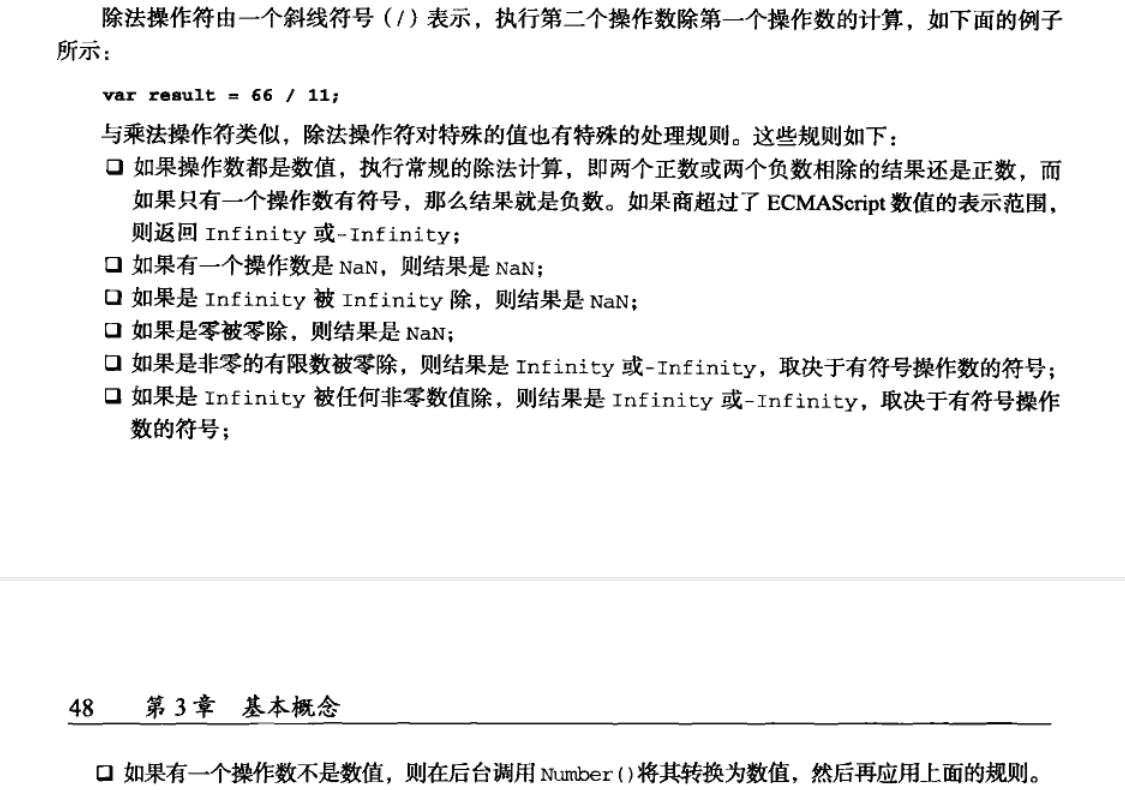 除法操作符由一个斜线符号（/）表示，执行第二个操作数除第一个操作数的计算，如下面的例子
所示：
var result = 66 / 11;
与乘法操作符类似，除法操作符对特殊的值也有特殊的处理规则。这些规则如下：
❑ 如果操作数都是数值，执行常规的除法计算，即两个正数或两个负数相除的结果还是正数，而
如果只有一个操作数有符号，那么结果就是负数。如果商超过了 ECMAScript 数值的表示范围，
则返回 Infinity 或-Infinity；
❑ 如果有一个操作数是 NaN，则结果是 NaN；
❑ 如果是 Infinity 被 Infinity 除，则结果是 NaN；
❑ 如果是零被零除，则结果是 NaN；
❑ 如果是非零的有限数被零除，则结果是 Infinity 或-Infinity，取决于有符号操作数的符号；
❑ 如果是 Infinity 被任何非零数值除，则结果是 Infinity 或-Infinity，取决于有符号操作
数的符号；
48 第 3 章 基本概念
❑ 如果有一个操作数不是数值，则在后台调用 Number()将其转换为数值，然后再应用上面的规则。